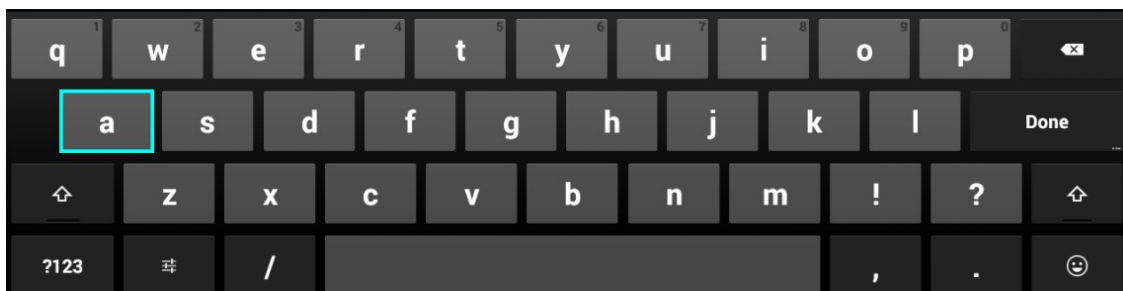 q 1 w 2 e 3 r 4 t 5 y 6 u 7 i 8 o 9 p 0
a s d f g h j k l Done ...
z x c v b n m ! ?
?123 / , .